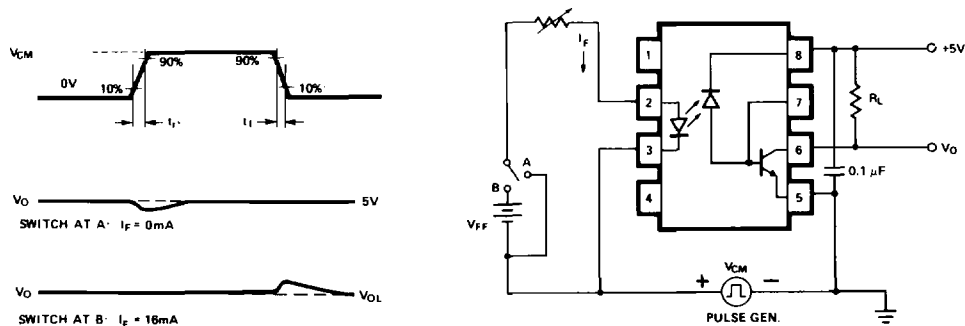 VCM
0V
10%
90%
90%
10%
tr
tf
VO
5V
SWITCH AT A· IF = 0mA
VO
VOL
SWITCH AT B· IF = 16mA
IF
A
B
VFF
1
2
3
4
8
7
6
5
+5V
RL
VO
0.1 µF
+
VCM
−
PULSE GEN.